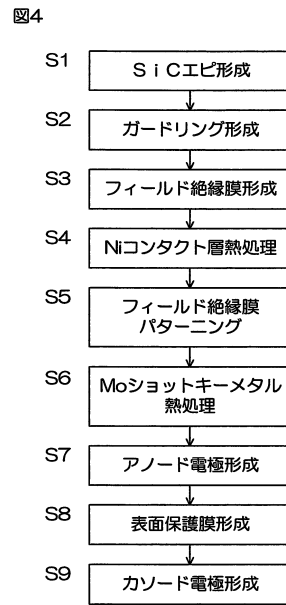 図4
S1
SiCエピ形成
S2
ガードリング形成
S3
フィールド絶縁膜形成
S4
Niコンタクト層熱処理
S5
フィールド絶縁膜
パターニング
S6
Moショットキーメタル
熱処理
S7
アノード電極形成
S8
表面保護膜形成
S9
カソード電極形成